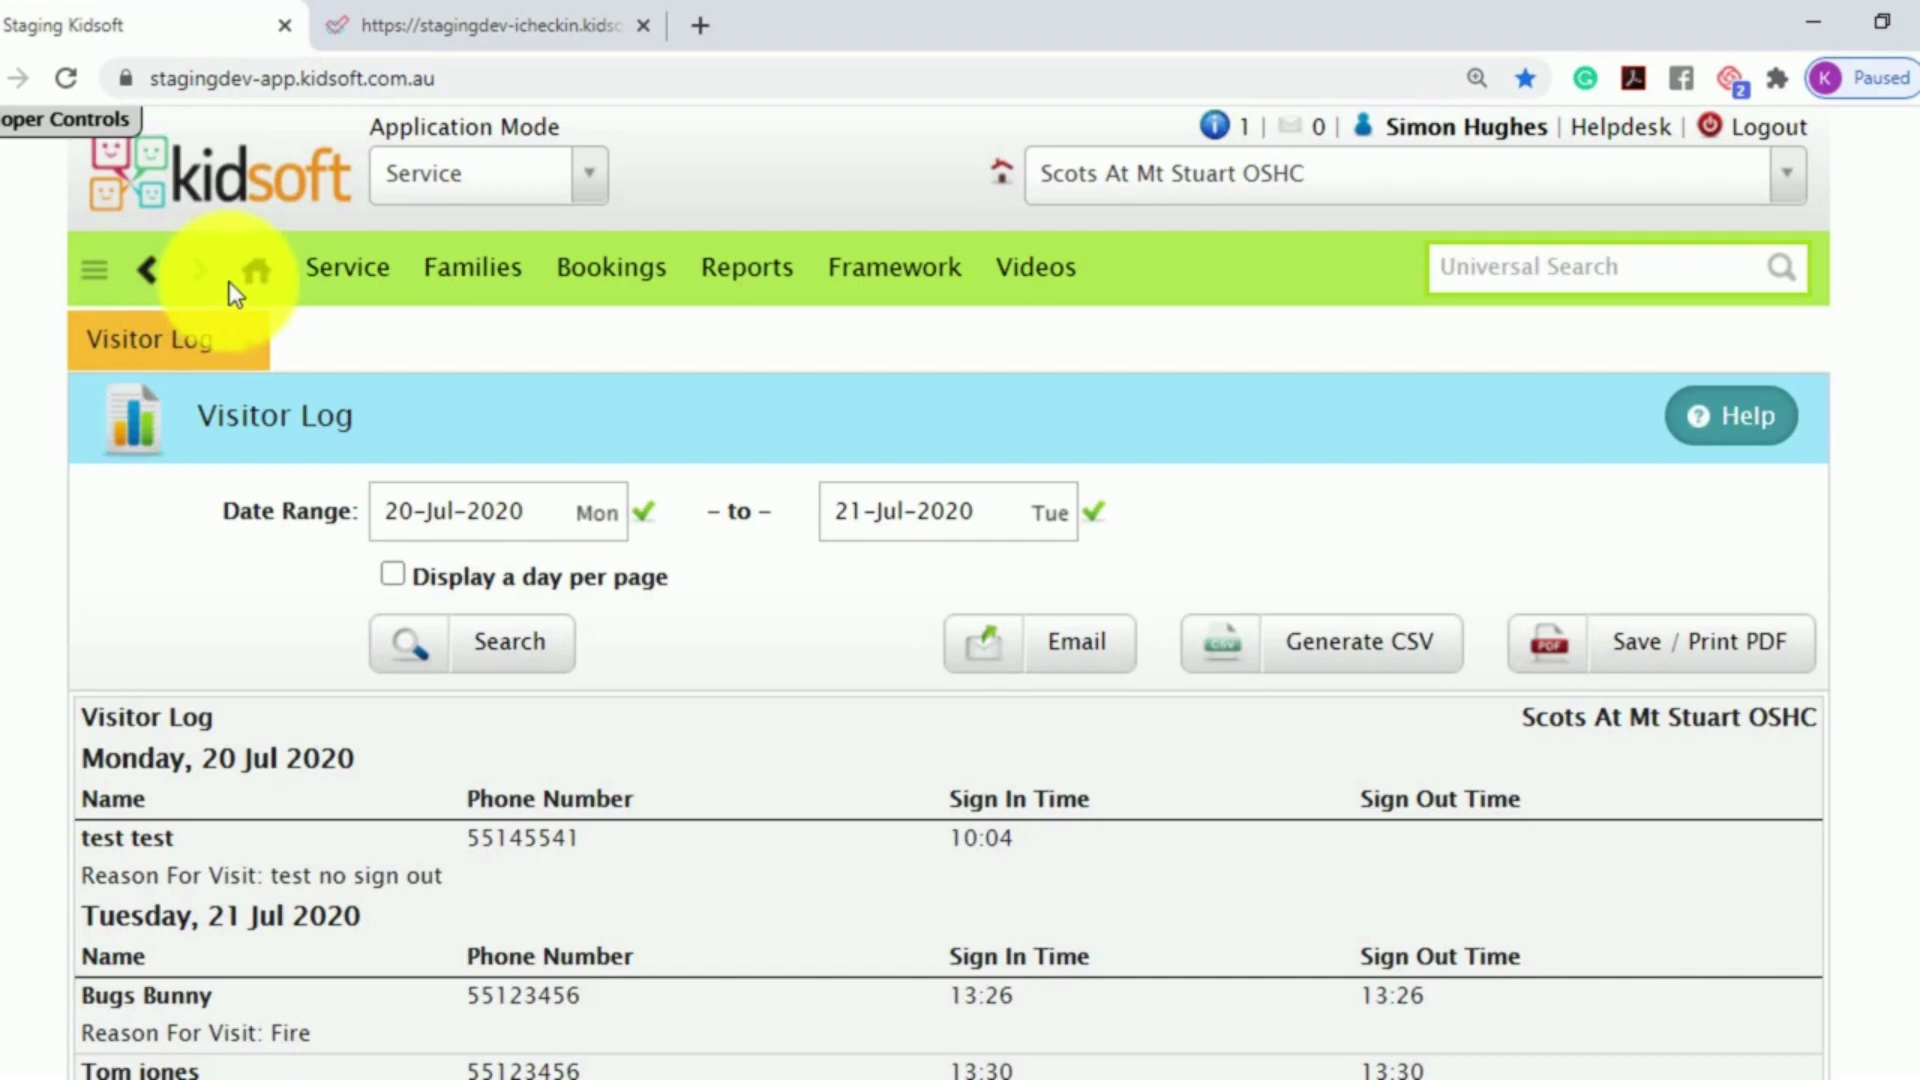 Staging Kidsoft
https://stagingdev-icheckin.kidsc
stagingdev-app.kidsoft.com.au
2
K Paused
oper Controls
Application Mode
1 | 0 | Simon Hughes | Helpdesk | Logout
kidsoft
Service
Scots At Mt Stuart OSHC
Service Families Bookings Reports Framework Videos
Universal Search
Visitor Log
Visitor Log
? Help
Date Range: 20-Jul-2020 Mon - to - 21-Jul-2020 Tue
Display a day per page
Search
Email
CSV Generate CSV
PDF Save / Print PDF
Visitor Log Scots At Mt Stuart OSHC
Monday, 20 Jul 2020
Name Phone Number Sign In Time Sign Out Time
test test 55145541 10:04
Reason For Visit: test no sign out
Tuesday, 21 Jul 2020
Name Phone Number Sign In Time Sign Out Time
Bugs Bunny 55123456 13:26 13:26
Reason For Visit: Fire
Tom jones 55123456 13:30 13:30